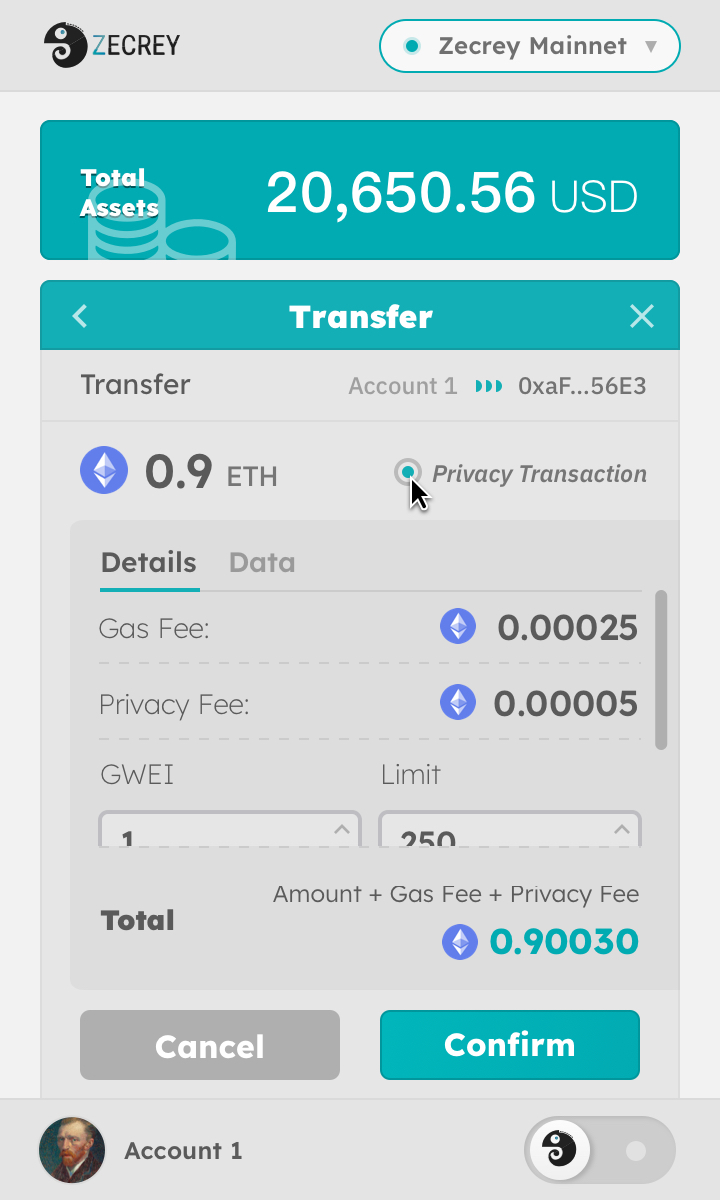 ZECREY
Zecrey Mainnet
Total
Assets
20,650.56 USD
Transfer
Transfer
Account 1
0xaF...56E3
0.9 ETH
Privacy Transaction
Details
Data
Gas Fee:
0.00025
Privacy Fee:
0.00005
GWEI
Limit
1
250
Amount + Gas Fee + Privacy Fee
Total
0.90030
Cancel
Confirm
Account 1